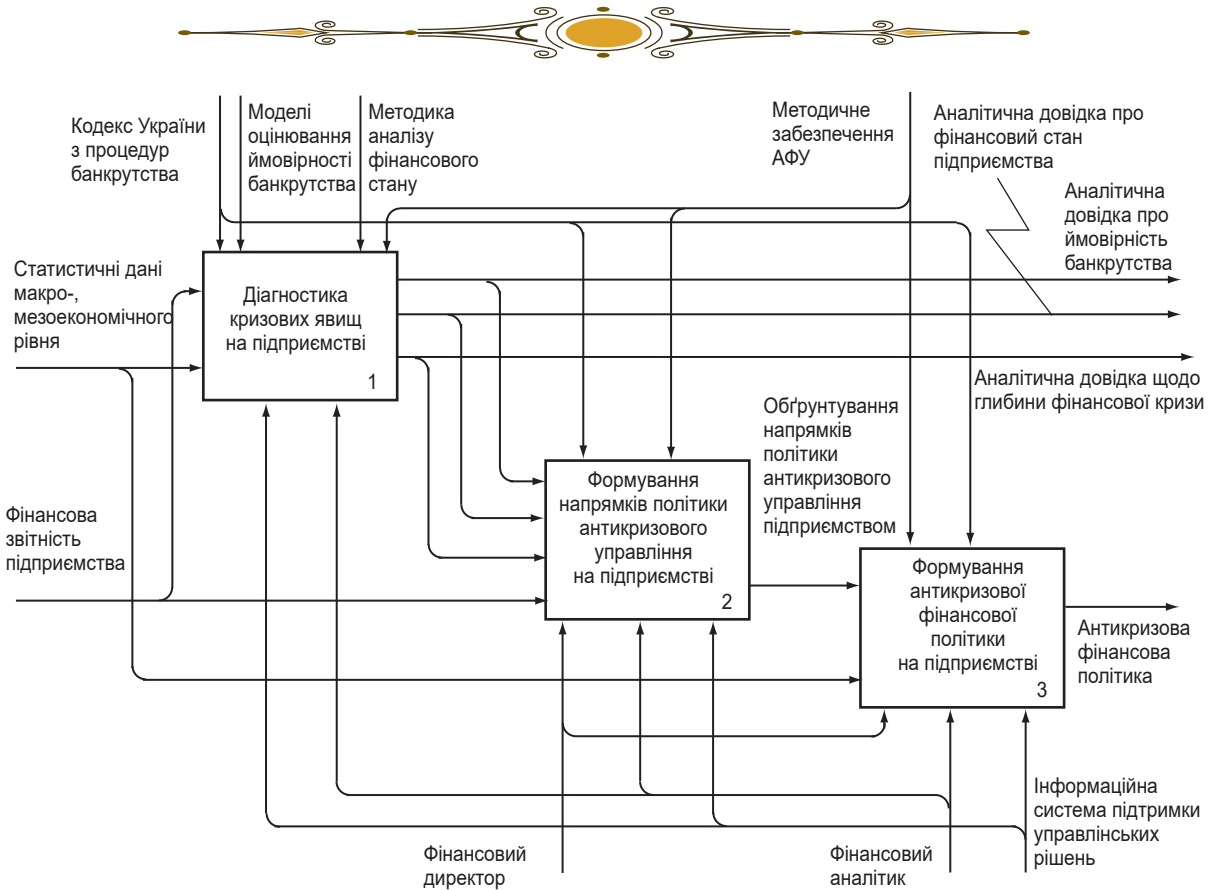 Кодекс України
з процедур
банкрутства
Моделі
оцінювання
ймовірності
банкрутства
Методика
аналізу
фінансового
стану
Методичне
забезпечення
АФУ
Аналітична довідка про
фінансовий стан
підприємства
Аналітична
довідка про
ймовірність
банкрутства
Статистичні дані
макро-,
мезоекономічного
рівня
Діагностика
кризових явищ
на підприємстві
1
Аналітична довідка щодо
глибини фінансової кризи
Обґрунтування
напрямків
політики
антикризового
управління
підприємством
Формування
напрямків політики
антикризового
управління
на підприємстві
2
Фінансова
звітність
підприємства
Формування
антикризової
фінансової
політики
на підприємстві
3
Антикризова
фінансова
політика
Інформаційна
система підтримки
управлінських
рішень
Фінансовий
директор
Фінансовий
аналітик